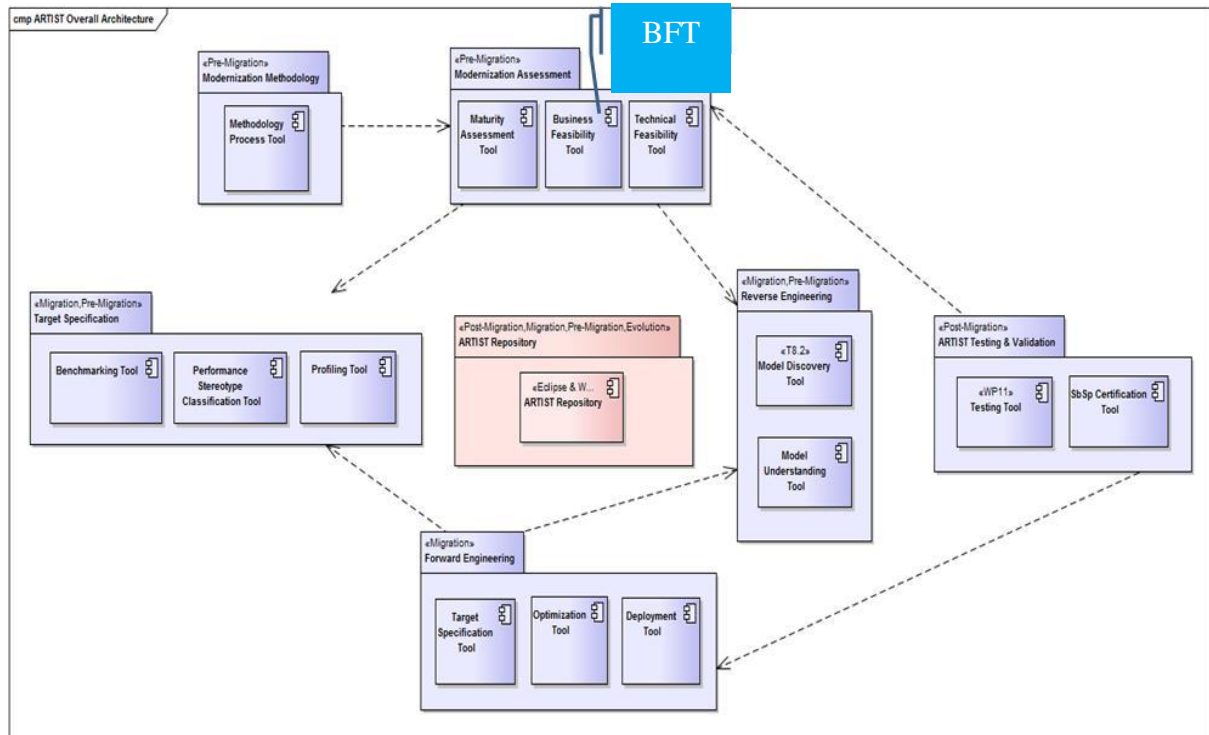 cmp ARTIST Overall Architecture
BFT
«Pre-Migration»
Modernization Methodology
Methodology
Process Tool
«Pre-Migration»
Modernization Assessment
Maturity
Assessment
Tool
Business
Feasibility
Tool
Technical
Feasibility
Tool
«Migration,Pre-Migration»
Target Specification
Benchmarking Tool
Performance
Stereotype
Classification Tool
Profiling Tool
«Post-Migration,Migration,Pre-Migration,Evolution»
ARTIST Repository
«Eclipse & W...
ARTIST Repository
«Migration,Pre-Migration»
Reverse Engineering
«T8.2»
Model Discovery
Tool
Model
Understanding
Tool
«Post-Migration»
ARTIST Testing & Validation
«WP11»
Testing Tool
SbSp Certification
Tool
«Migration»
Forward Engineering
Target
Specification
Tool
Optimization
Tool
Deployment
Tool